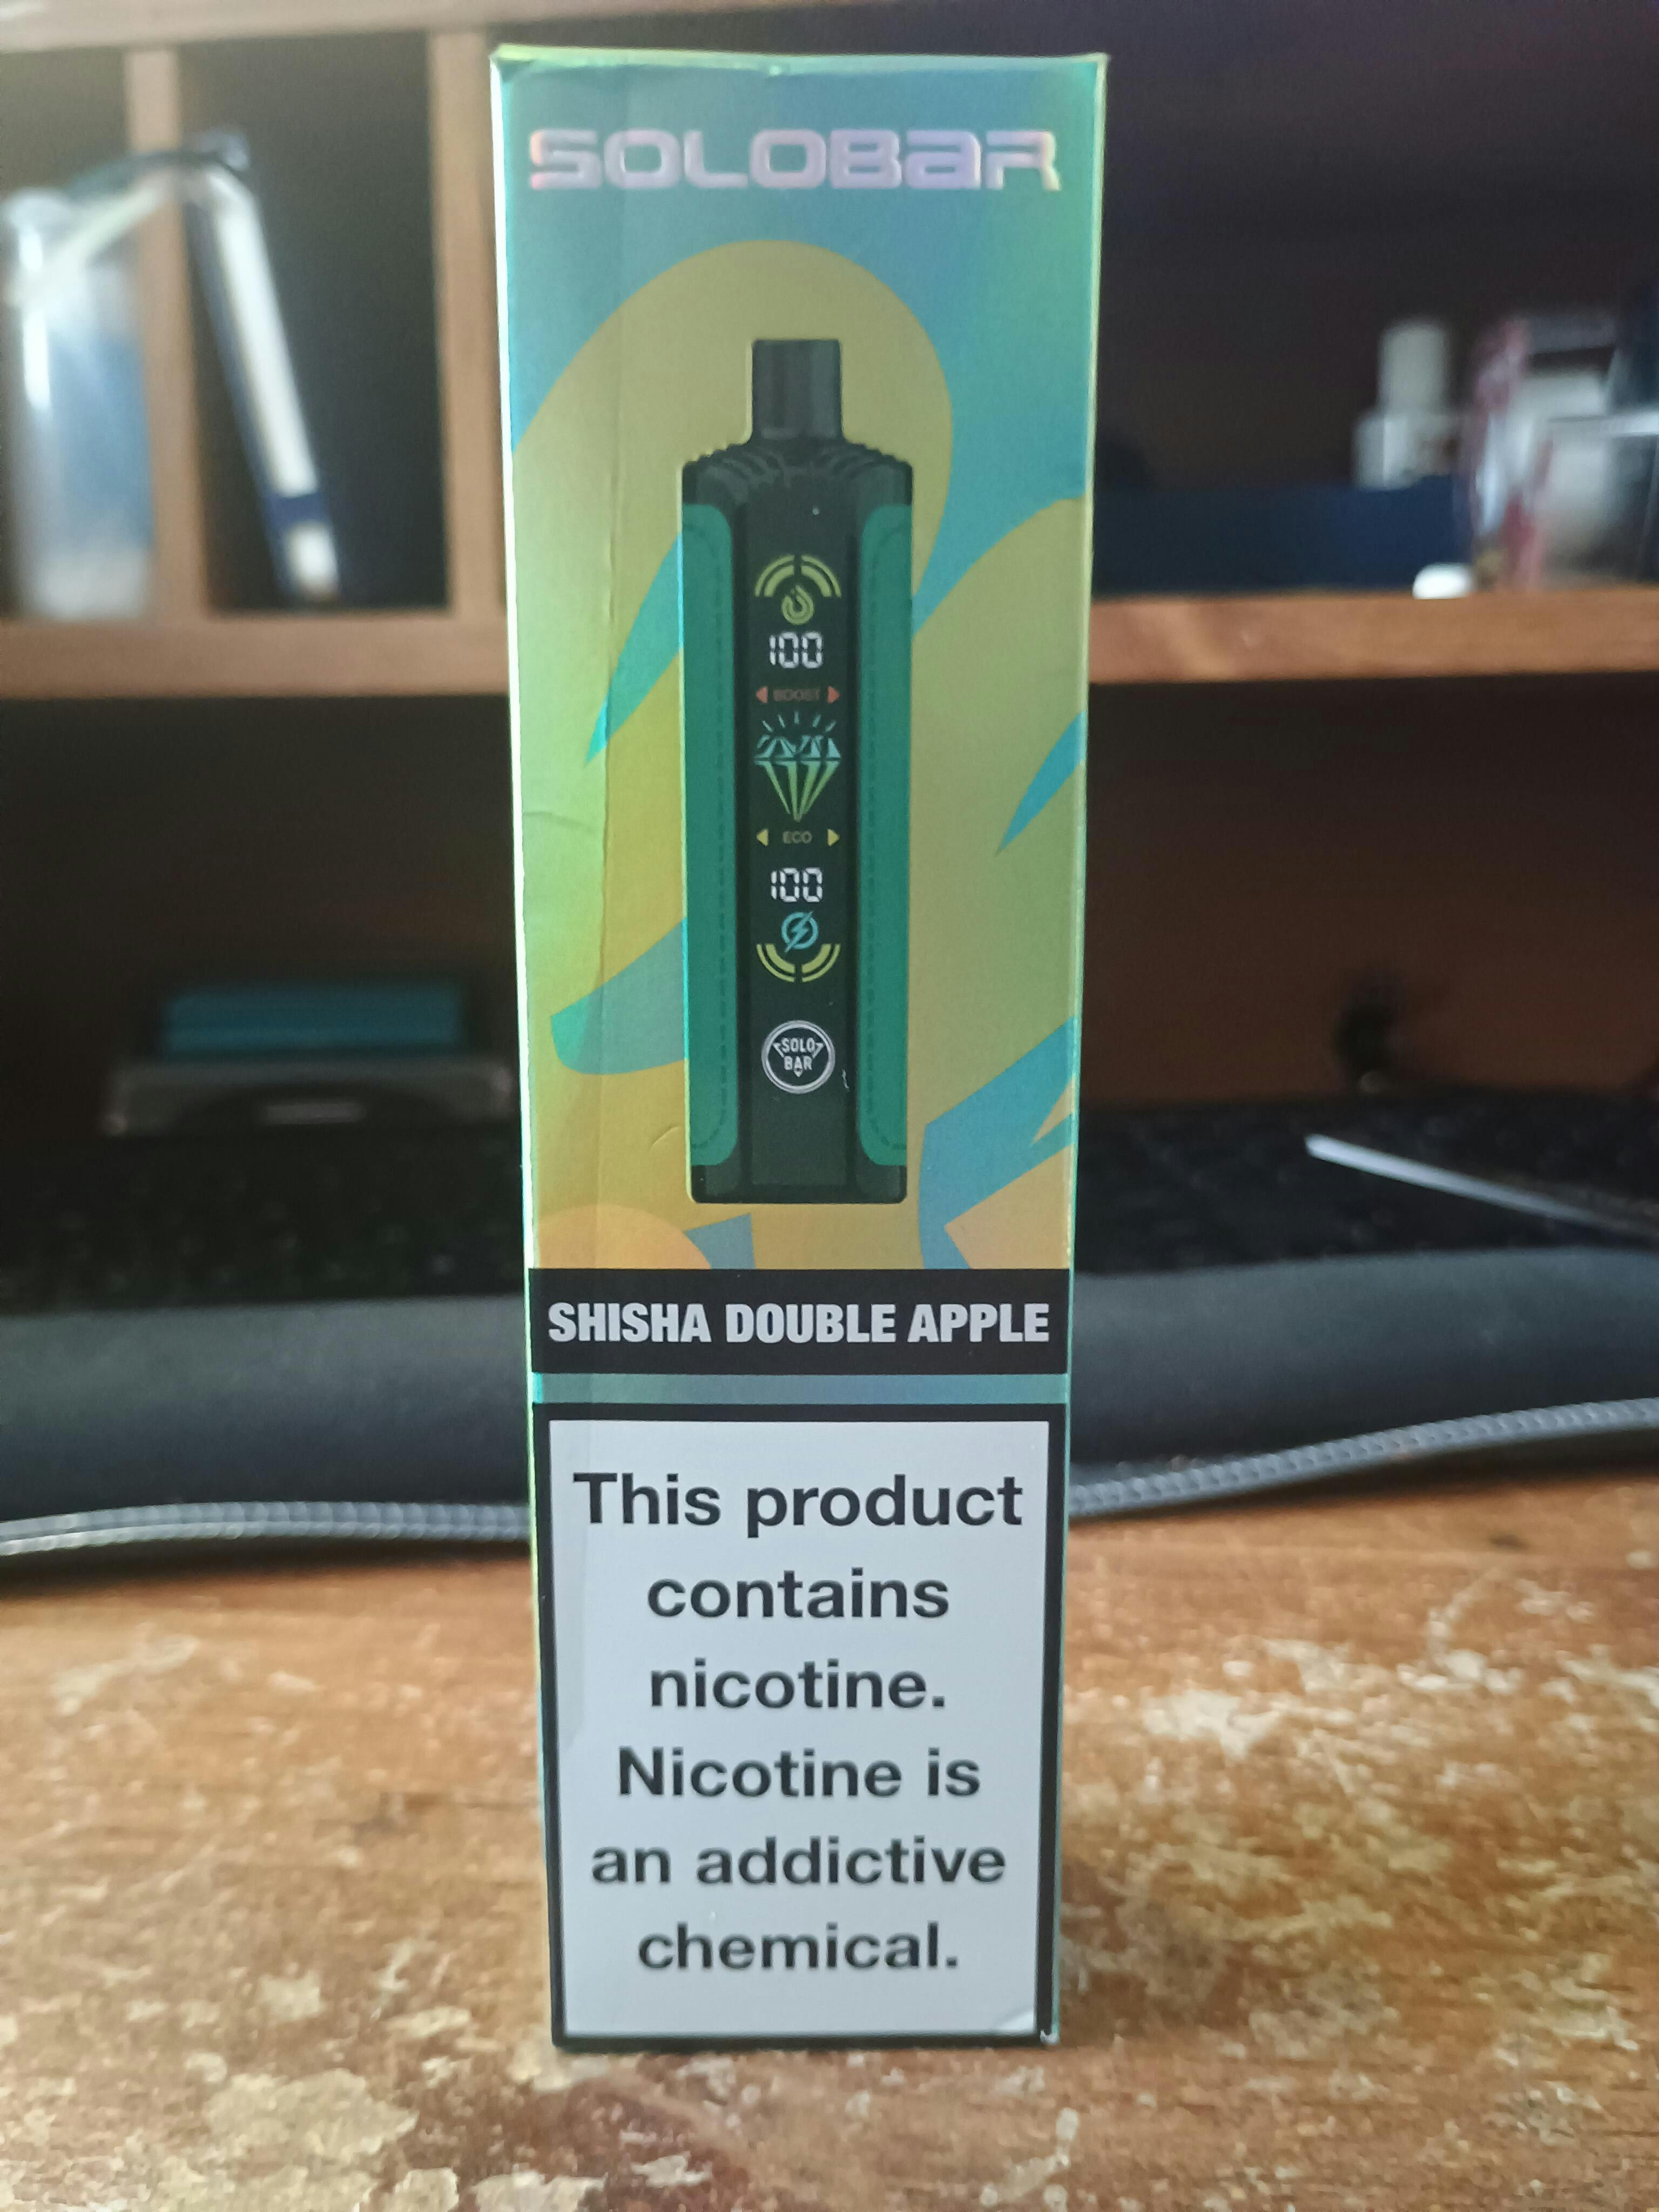 SOLOBAR
100
BOOST
ECO
100
SOLO
BAR
SHISHA DOUBLE APPLE
This product
contains
nicotine.
Nicotine is
an addictive
chemical.